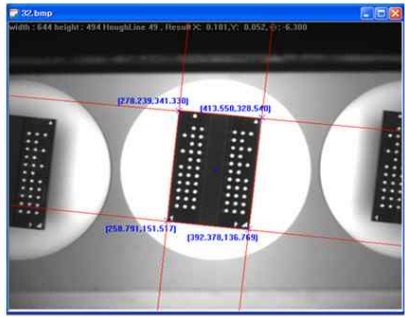 32.bmp
width : 644 height : 494 HoughLine 49 , Result X: 0.101,Y: 0.052,Θ: -6.300
(278.239,341.330)
(413.550,328.540)
(258.791,151.517)
(392.378,136.769)